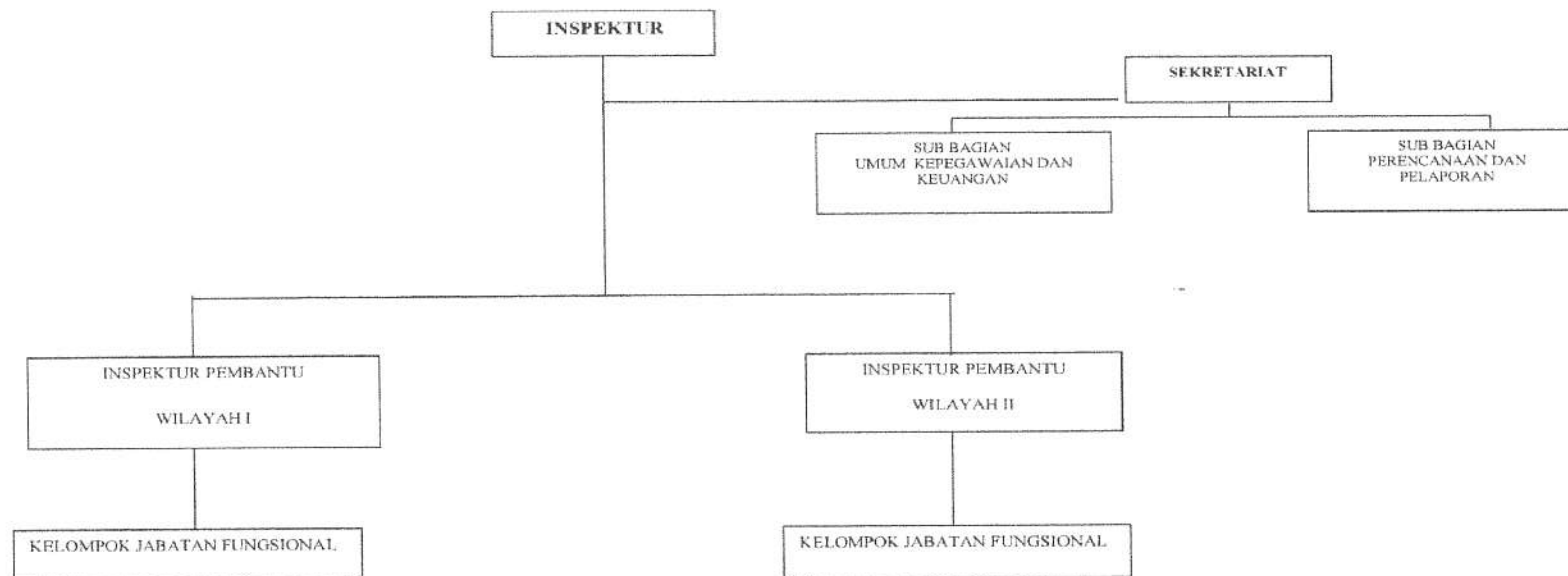 INSPEKTUR
SEKRETARIAT
SUB BAGIAN
UMUM KEPEGAWAIAN DAN
KEUANGAN
SUB BAGIAN
PERENCANAAN DAN
PELAPORAN
INSPEKTUR PEMBANTU
WILAYAH I
INSPEKTUR PEMBANTU
WILAYAH II
KELOMPOK JABATAN FUNGSIONAL
KELOMPOK JABATAN FUNGSIONAL